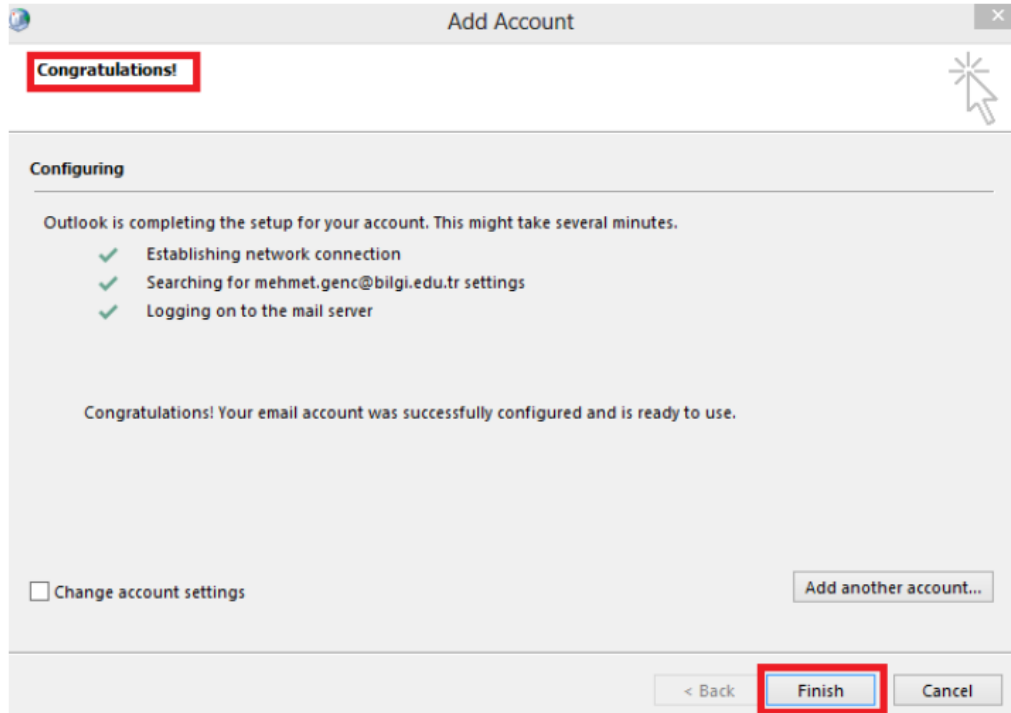 Add Account
Congratulations!
Configuring
Outlook is completing the setup for your account. This might take several minutes.
Establishing network connection
Searching for mehmet.genc@bilgi.edu.tr settings
Logging on to the mail server
Congratulations! Your email account was successfully configured and is ready to use.
Change account settings
Add another account...
< Back
Finish
Cancel